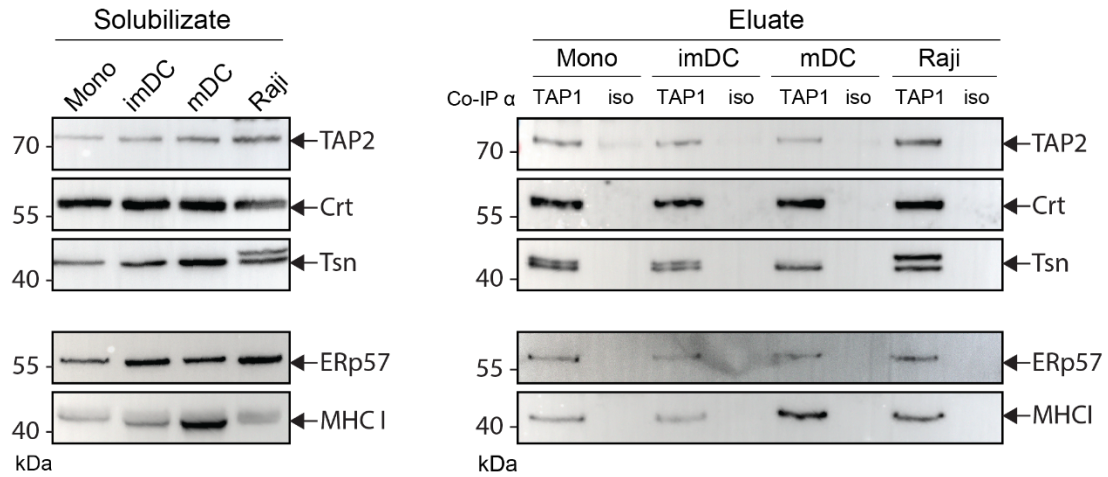 Solubilizate
Mono imDC mDC Raji
70 TAP2
55 Crt
40 Tsn
55 ERp57
40 MHC I
kDa
Eluate
Mono imDC mDC Raji
Co-IP α TAP1 iso TAP1 iso TAP1 iso TAP1 iso
70 TAP2
55 Crt
40 Tsn
55 ERp57
40 MHCI
kDa